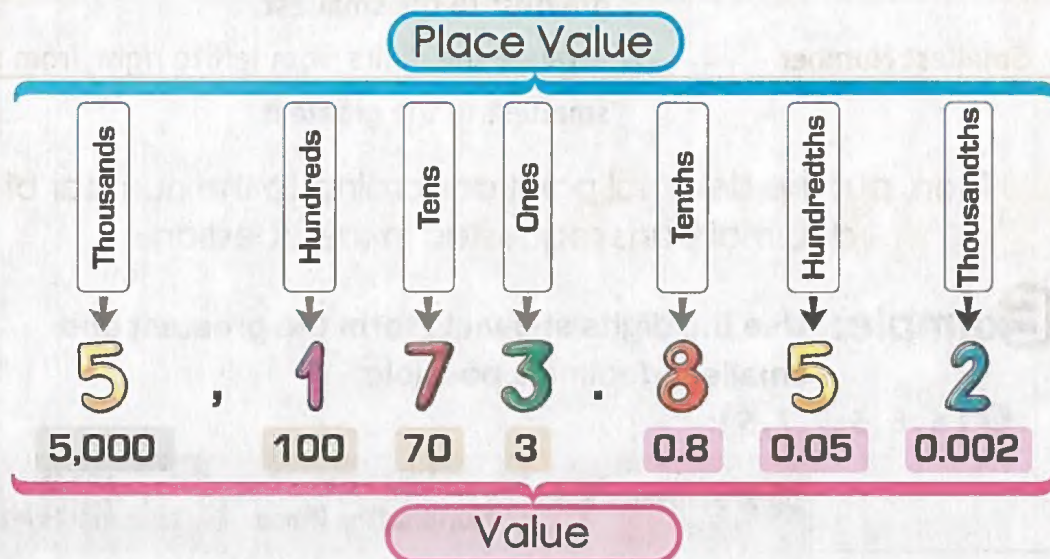 Place Value
Thousands Hundreds Tens Ones Tenths Hundredths Thousandths
5 , 1 7 3 . 8 5 2
5,000 100 70 3 0.8 0.05 0.002
Value